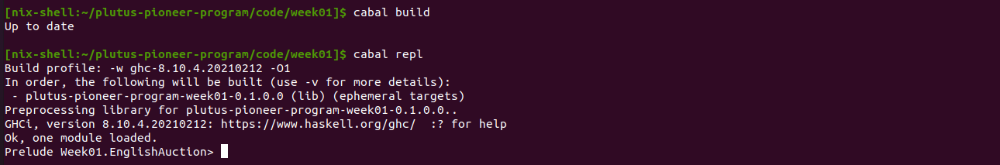 [nix-shell:~/plutus-pioneer-program/code/week01]$ cabal build
Up to date
[nix-shell:~/plutus-pioneer-program/code/week01]$ cabal repl
Build profile: -w ghc-8.10.4.20210212 -O1
In order, the following will be built (use -v for more details):
 - plutus-pioneer-program-week01-0.1.0.0 (lib) (ephemeral targets)
Preprocessing library for plutus-pioneer-program-week01-0.1.0.0..
GHCi, version 8.10.4.20210212: https://www.haskell.org/ghc/  :? for help
Ok, one module loaded.
Prelude Week01.EnglishAuction>